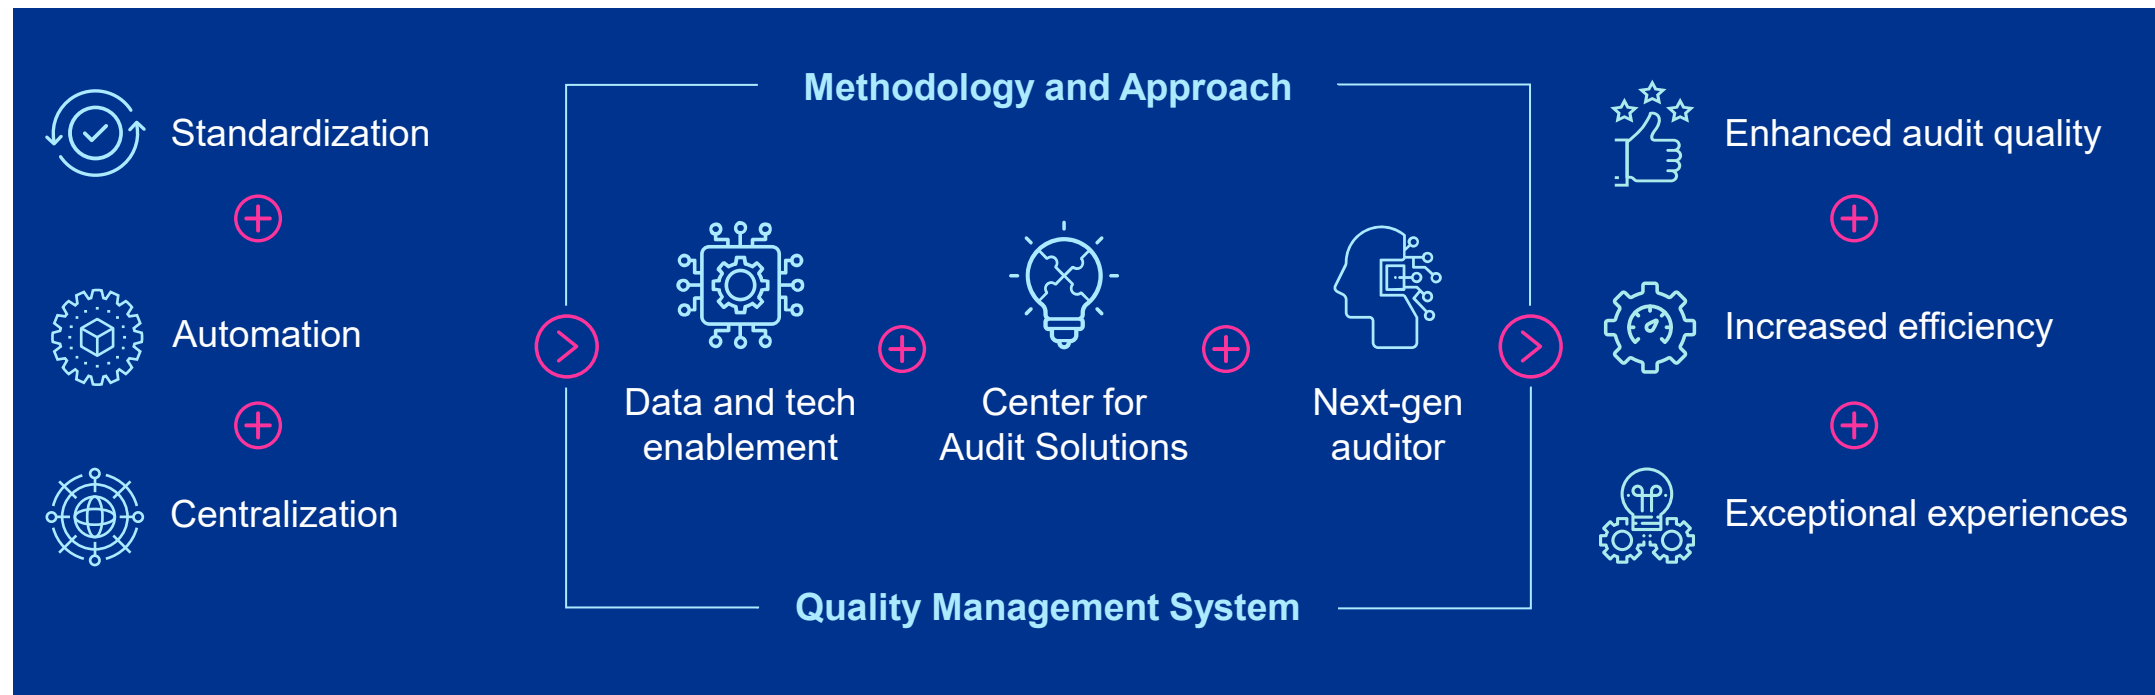 Standardization
Automation
Centralization
Methodology and Approach
Data and tech
enablement
Center for
Audit Solutions
Next-gen
auditor
Quality Management System
Enhanced audit quality
Increased efficiency
Exceptional experiences